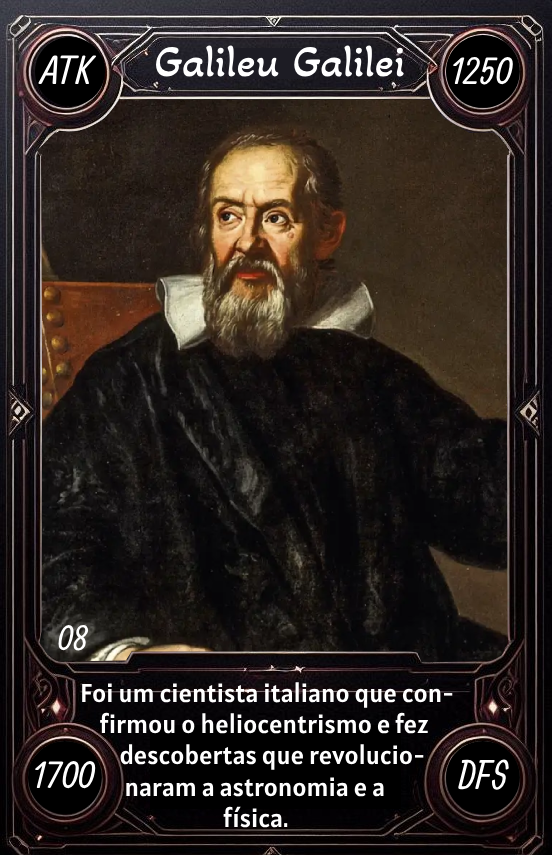 ATK
Galileu Galilei
1250
08
Foi um cientista italiano que con-
firmou o heliocentrismo e fez
descobertas que revolucio-
naram a astronomia e a
física.
1700
DFS